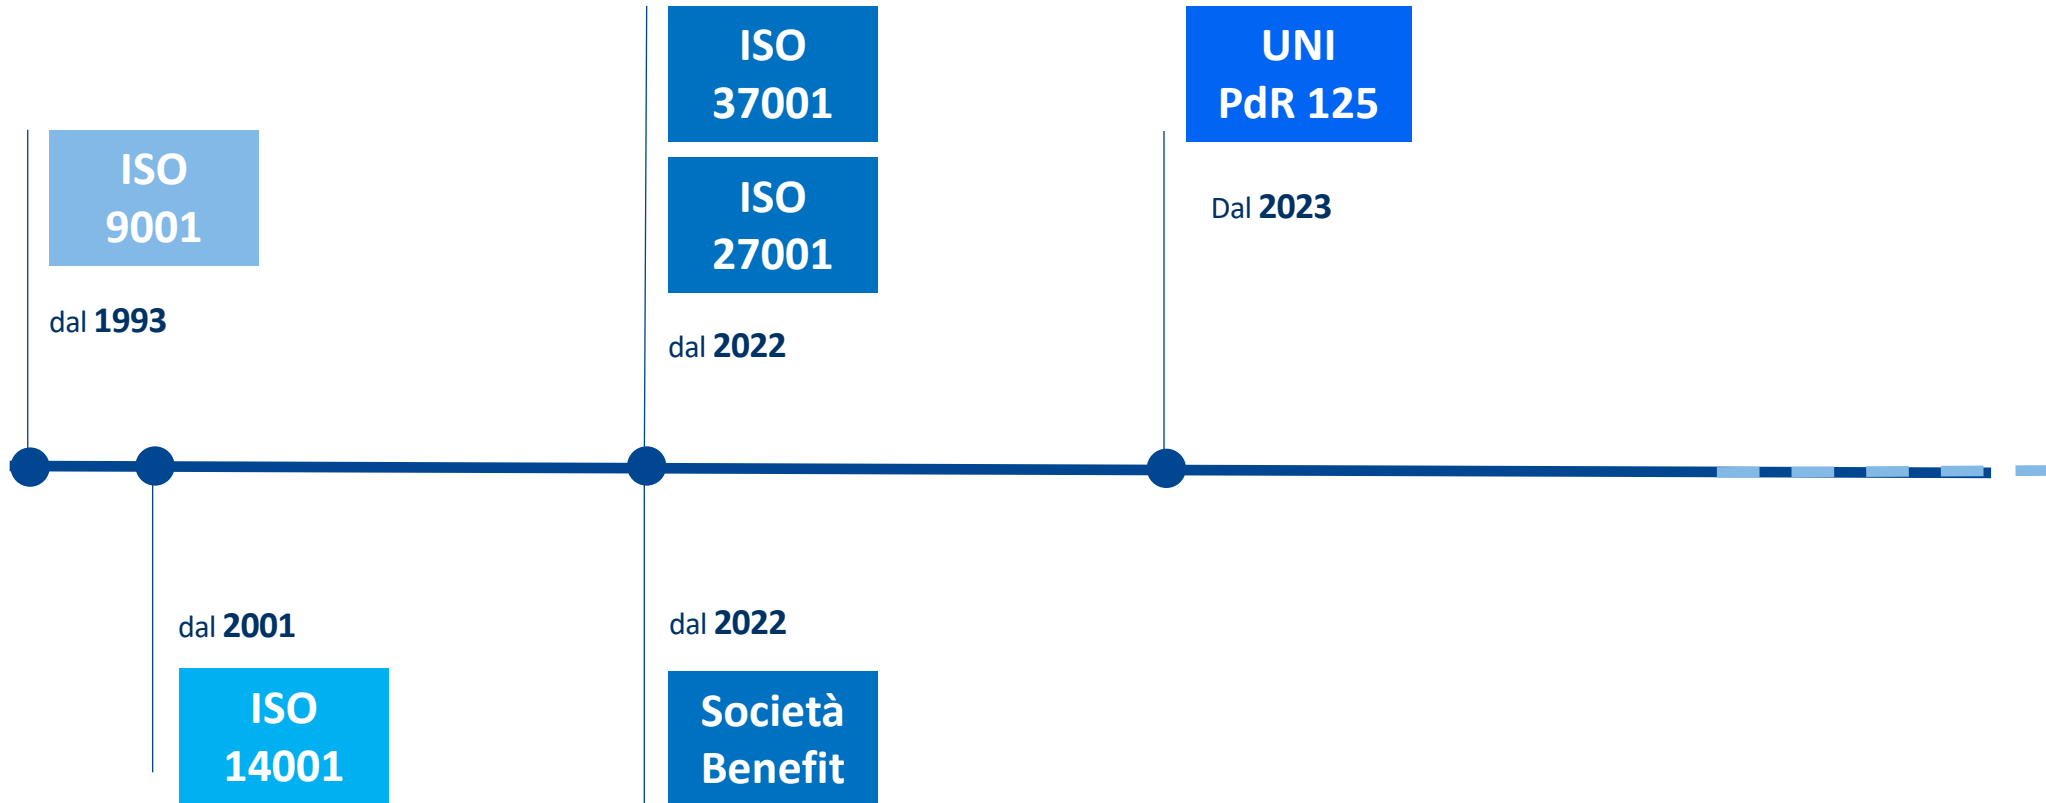 ISO
9001
dal 1993
dal 2001
ISO
14001
ISO
37001
ISO
27001
dal 2022
dal 2022
Società
Benefit
UNI
PdR 125
Dal 2023